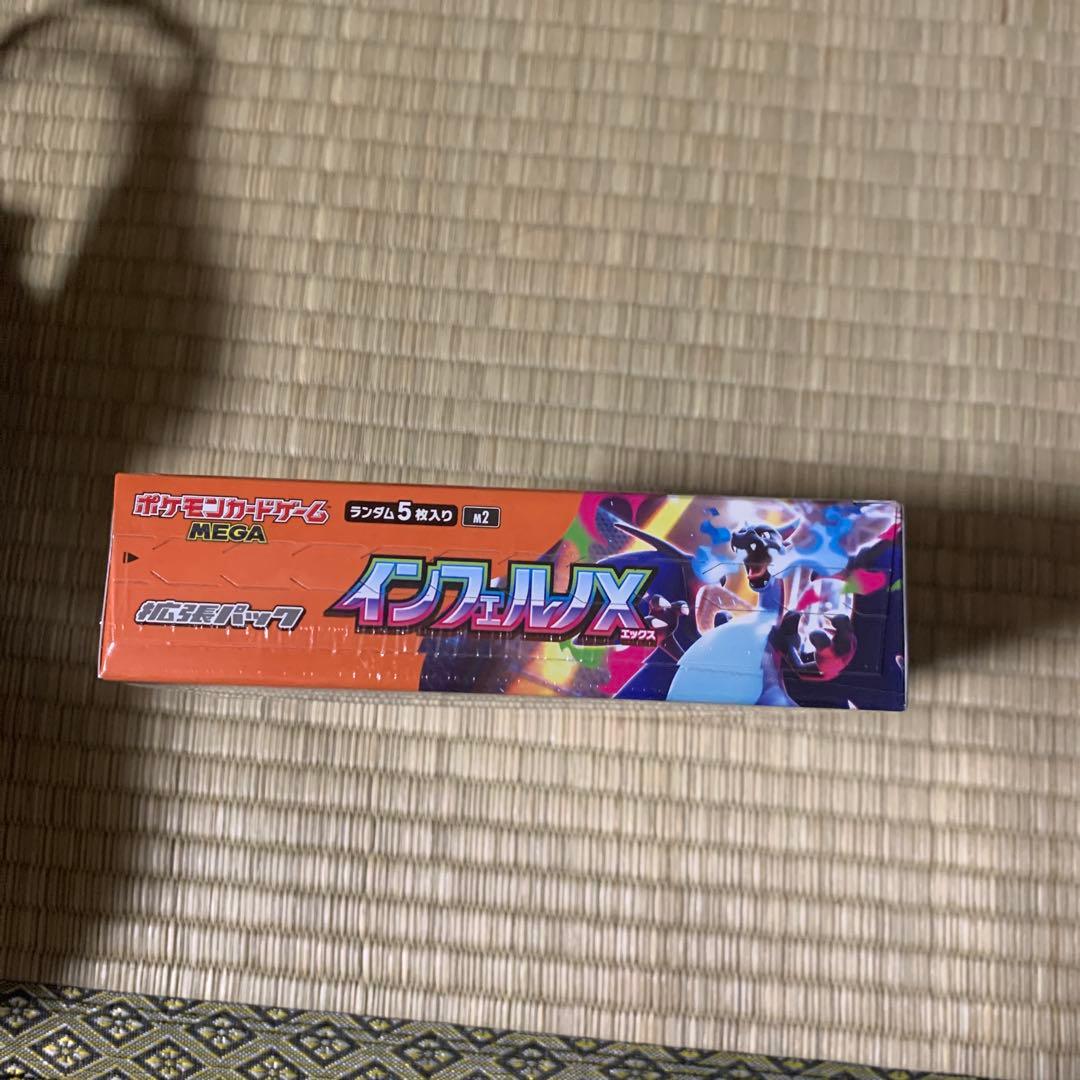 ポケモンカードゲーム
MEGA
ランダム5枚入り
M2
拡張パック
インフェルノX
エックス